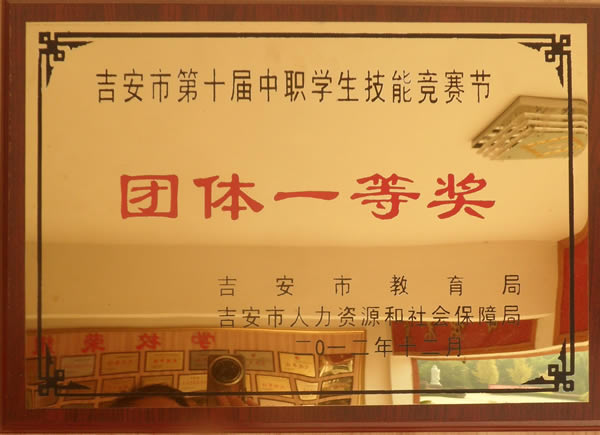 吉安市第十届中职学生技能竞赛节
团体一等奖
吉安市教育局
吉安市人力资源和社会保障局
二〇一二年十二月